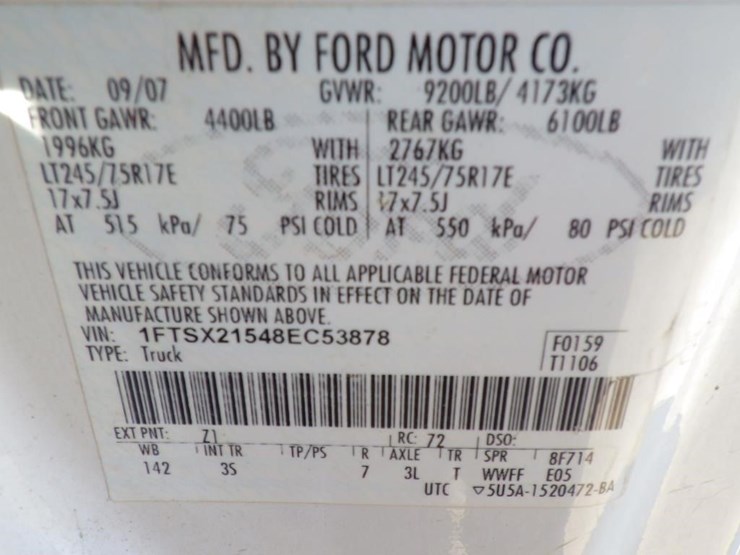 MFD. BY FORD MOTOR CO.
DATE: 09/07 GVWR: 9200LB/ 4173KG
FRONT GAWR: 4400LB REAR GAWR: 6100LB
1996KG WITH 2767KG WITH
LT245/75R17E TIRES LT245/75R17E TIRES
17x7.5J RIMS 17x7.5J RIMS
AT 515 kPa/ 75 PSI COLD AT 550 kPa/ 80 PSI COLD
THIS VEHICLE CONFORMS TO ALL APPLICABLE FEDERAL MOTOR
VEHICLE SAFETY STANDARDS IN EFFECT ON THE DATE OF
MANUFACTURE SHOWN ABOVE.
VIN: 1FTSX21548EC53878 F0159
TYPE: Truck T1106
EXT PNT: Z1 RC: 72 DSO:
WB INT TR TP/PS R AXLE TR SPR 8F714
142 3S 7 3L T WWFF E05
UTC ▽5U5A-1520472-BA